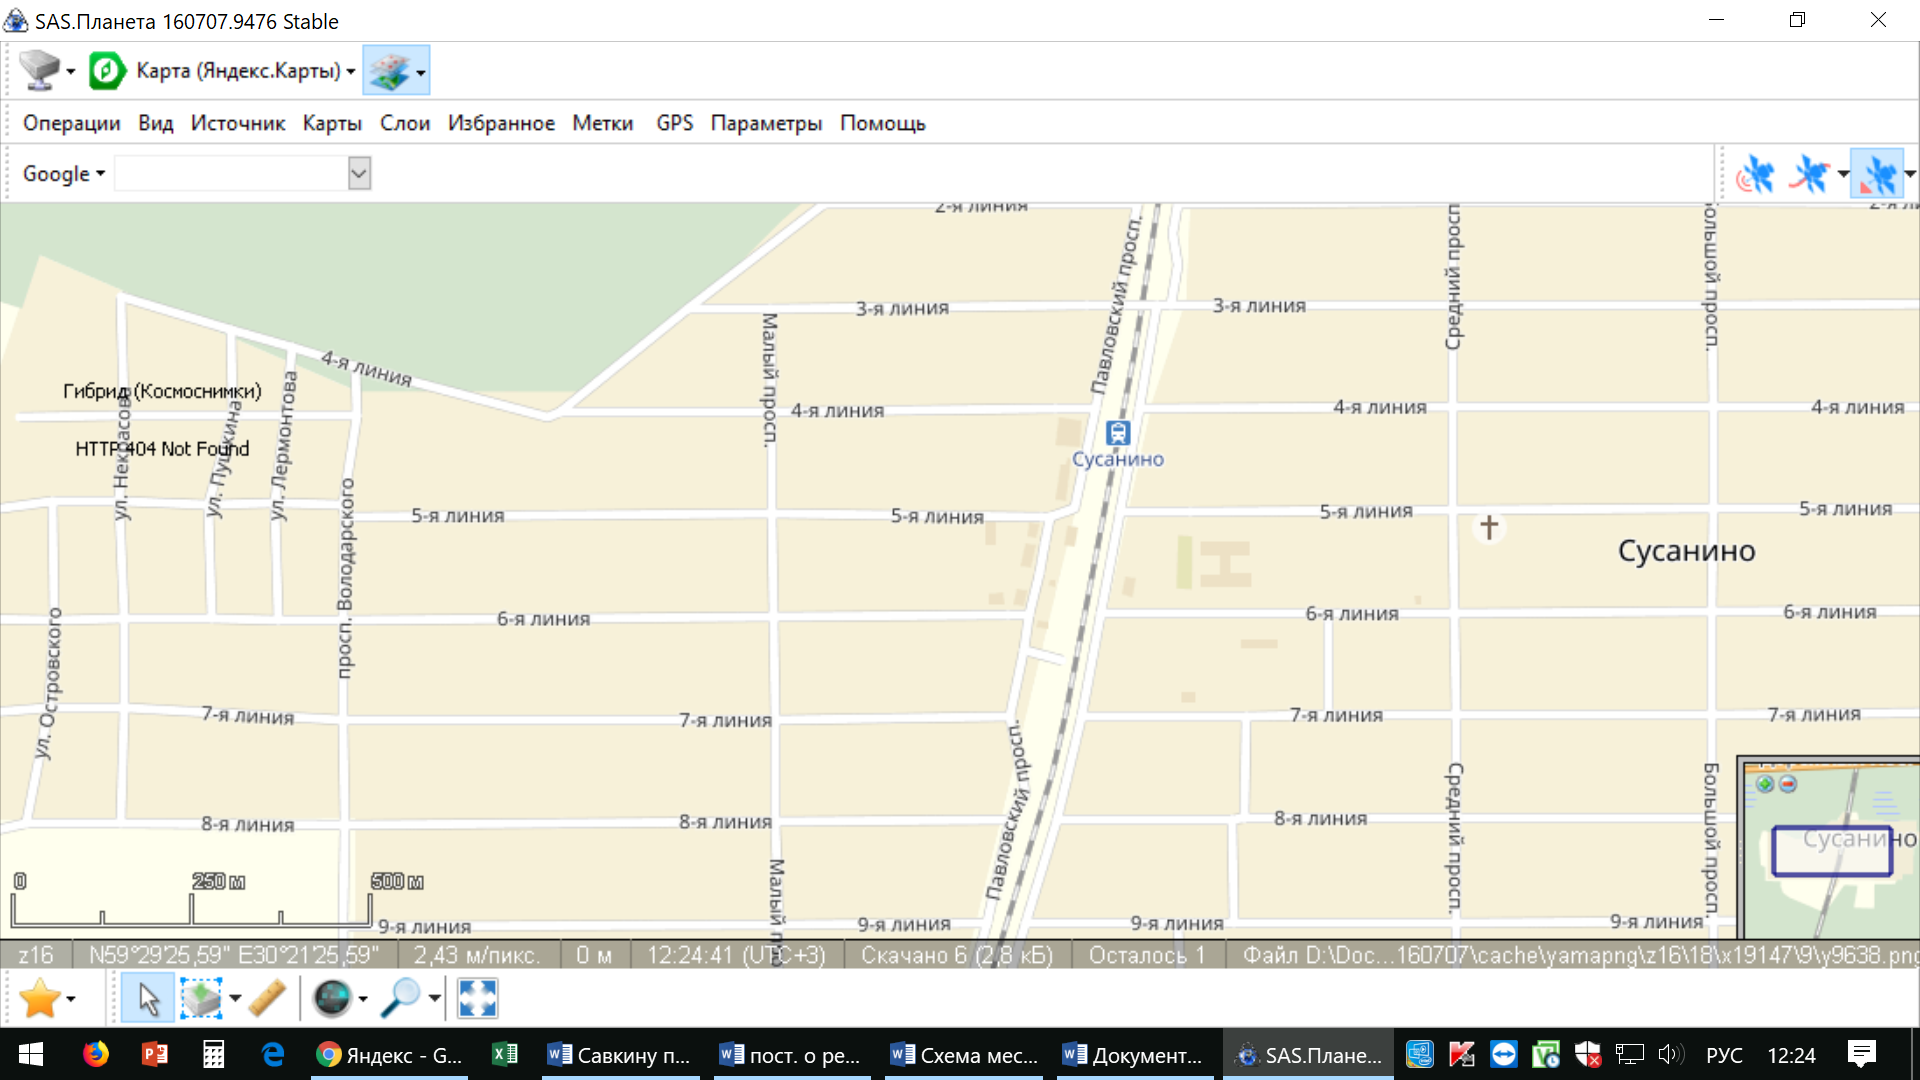 SAS.Планета 160707.9476 Stable
Карта (Яндекс.Карты)
Операции Вид Источник Карты Слои Избранное Метки GPS Параметры Помощь
Google
2-я линия
Павловский просп.
Средний просп.
Большой просп.
3-я линия
3-я линия
Малый просп.
4-я линия
4-я линия
4-я линия
4-я линия
Гибрид (Космоснимки)
HTTP 404 Not Found
ул. Некрасова
ул. Пушкина
ул. Лермонтова
просп. Володарского
Сусанино
5-я линия
5-я линия
5-я линия
5-я линия
Сусанино
6-я линия
6-я линия
6-я линия
ул. Островского
7-я линия
7-я линия
7-я линия
7-я линия
Павловский просп.
Средний просп.
Большой просп.
8-я линия
8-я линия
8-я линия
Малый
Сусанино
0 250 м 500 м
9-я линия
9-я линия
9-я линия
9-я линия
z16 N59°29'25,59" E30°21'25,59" 2,43 м/пикс. 0 м 12:24:41 (UTC+3) Скачано 6 (2,8 кБ) Осталось 1 Файл D:\Doc...160707\cache\yamapng\z16\18\x19147\9\y9638.png
Яндекс - G... Савкину п... пост. о ре... Схема мес... Документ... SAS.Плане... РУС 12:24